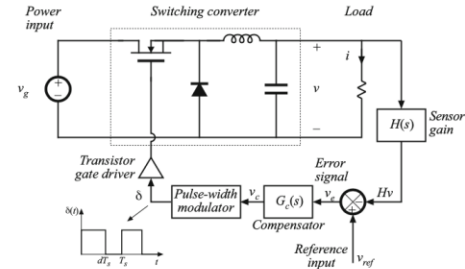 Power input
Switching converter
Load
v_g
+
−
+
v
−
i
H(s)
Sensor gain
Transistor gate driver
δ
Pulse-width modulator
v_c
G_c(s)
Compensator
v_e
Error signal
Hv
−
+
Reference input
v_ref
δ(t)
dT_s
T_s
t